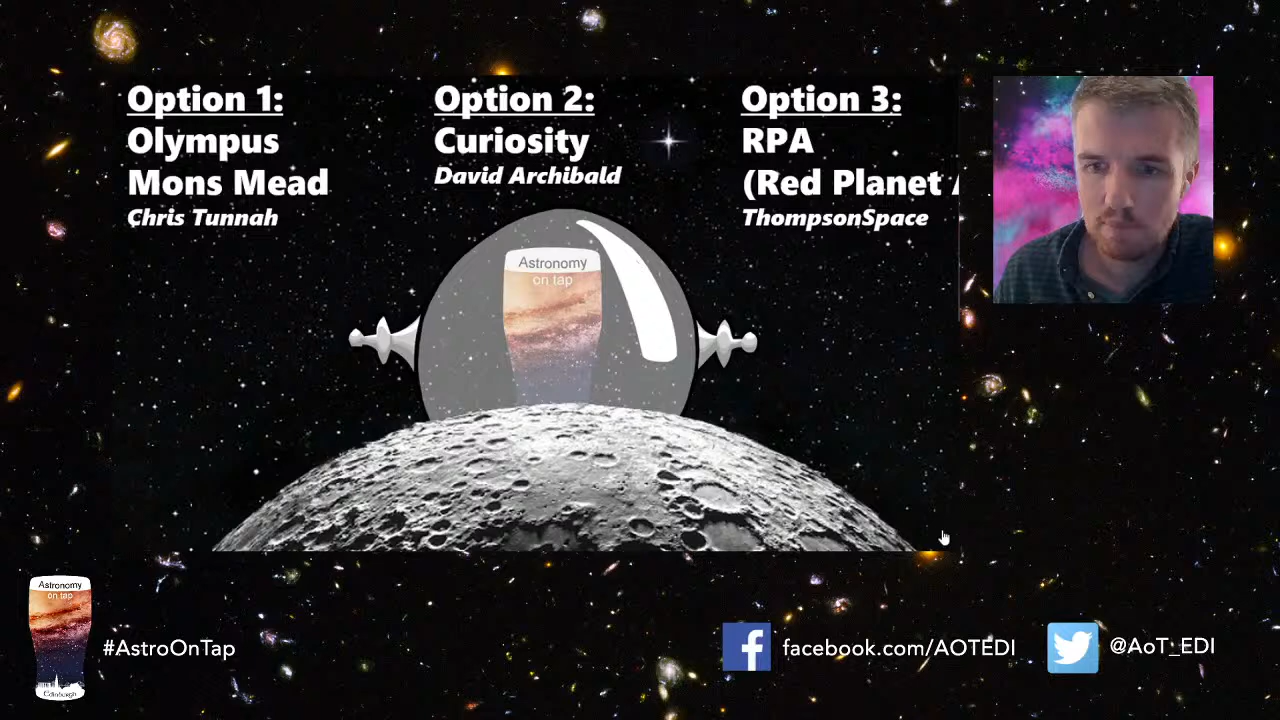 Option 1:
Olympus
Mons Mead
Chris Tunnah
Option 2:
Curiosity
David Archibald
Option 3:
RPA
(Red Planet
ThompsonSpace
Astronomy
on tap
Astronomy
on tap
Edinburgh
#AstroOnTap
facebook.com/AOTEDI
@AoT_EDI